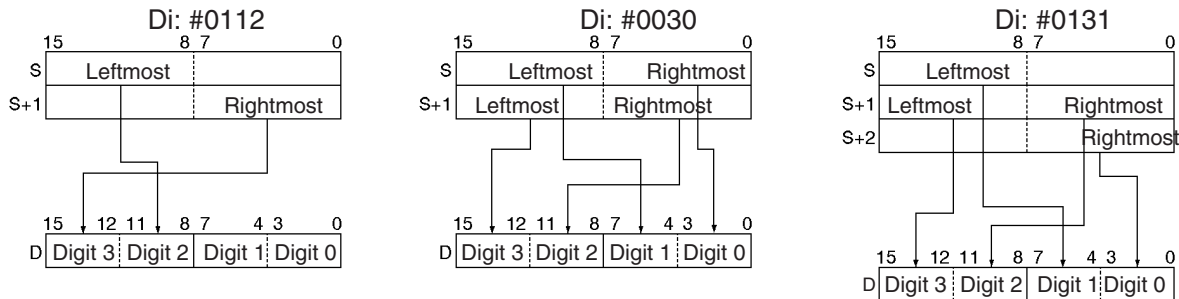 Di: #0112
15 8 7 0
S Leftmost
S+1 Rightmost
15 12 11 8 7 4 3 0
D Digit 3 Digit 2 Digit 1 Digit 0
Di: #0030
15 8 7 0
S Leftmost Rightmost
S+1 Leftmost Rightmost
15 12 11 8 7 4 3 0
D Digit 3 Digit 2 Digit 1 Digit 0
Di: #0131
15 8 7 0
S Leftmost
S+1 Leftmost Rightmost
S+2 Rightmost
15 12 11 8 7 4 3 0
D Digit 3 Digit 2 Digit 1 Digit 0